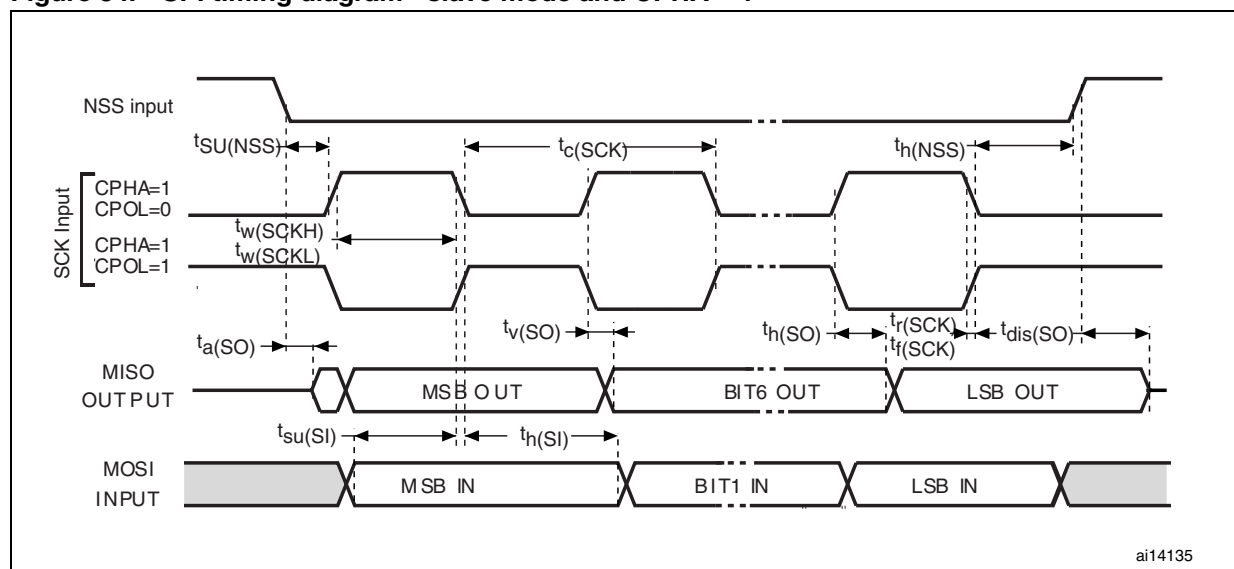 NSS input
tSU(NSS)
tc(SCK)
th(NSS)
SCK Input
CPHA=1
CPOL=0
tw(SCKH)
CPHA=1
tw(SCKL)
CPOL=1
ta(SO)
tv(SO)
th(SO)
tr(SCK)
tf(SCK)
tdis(SO)
MISO
OUTPUT
MSB OUT
BIT6 OUT
LSB OUT
tsu(SI)
th(SI)
MOSI
INPUT
MSB IN
BIT1 IN
LSB IN
ai14135